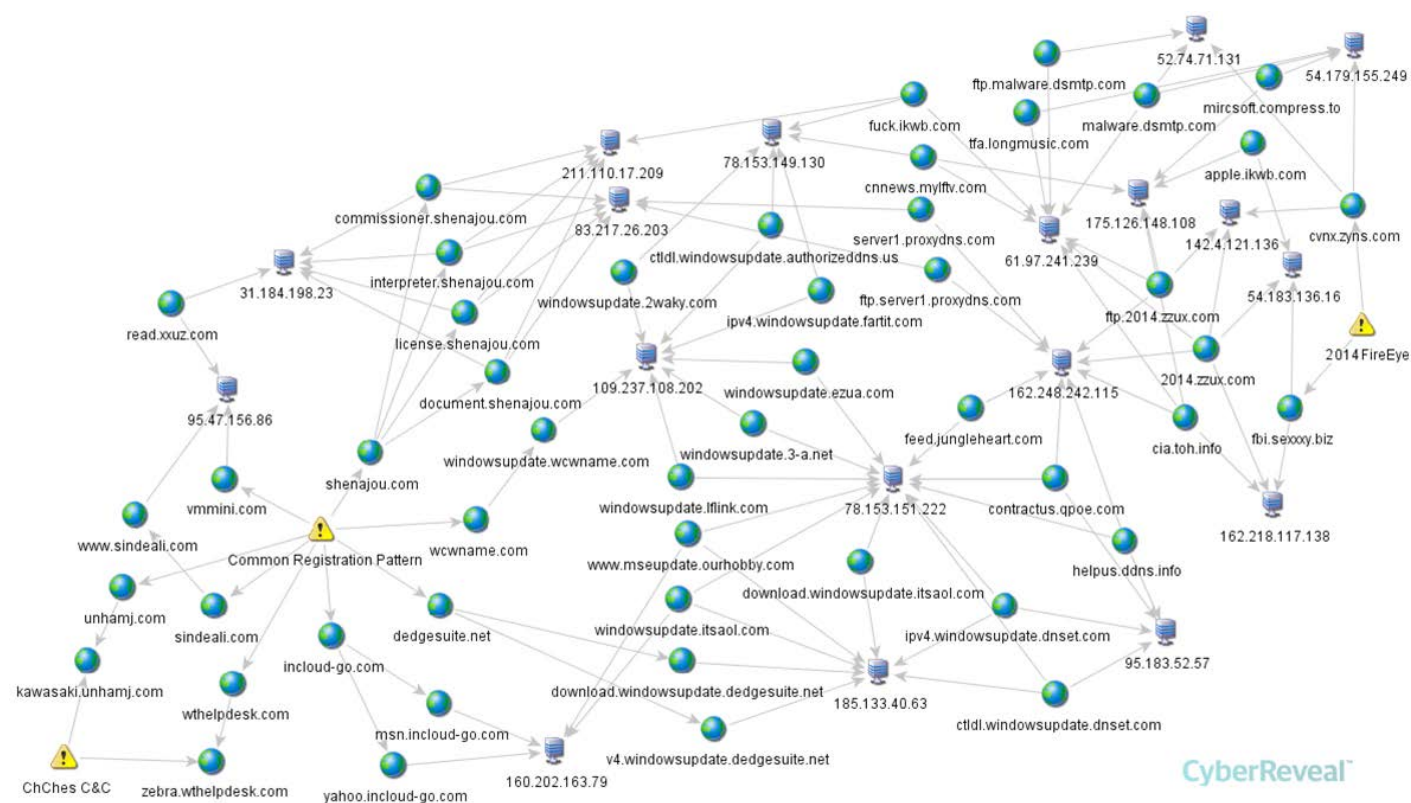 52.74.71.131
54.179.155.249
ftp.malware.dsmtp.com
mircsoft.compress.to
fuck.ikwb.com
malware.dsmtp.com
tfa.longmusic.com
211.110.17.209
78.153.149.130
apple.ikwb.com
cnnews.mylftv.com
commissioner.shenajou.com
83.217.26.203
175.126.148.108
142.4.121.136
cvnx.zyns.com
server1.proxydns.com
ctldl.windowsupdate.authorizeddns.us
61.97.241.239
interpreter.shenajou.com
31.184.198.23
windowsupdate.2waky.com
ftp.server1.proxydns.com
54.183.136.16
ipv4.windowsupdate.fartit.com
ftp.2014.zzux.com
read.xxuz.com
license.shenajou.com
2014FireEye
109.237.108.202
2014.zzux.com
162.248.242.115
windowsupdate.ezua.com
document.shenajou.com
95.47.156.86
feed.jungleheart.com
fbi.sexxxy.biz
cia.toh.info
windowsupdate.3-a.net
windowsupdate.wcwname.com
shenajou.com
vmmini.com
windowsupdate.lflink.com
78.153.151.222
contractus.qpoe.com
162.218.117.138
www.sindeali.com
wcwname.com
Common Registration Pattern
www.mseupdate.ourhobby.com
helpus.ddns.info
download.windowsupdate.itsaol.com
unhamj.com
sindeali.com
dedgesuite.net
windowsupdate.itsaol.com
ipv4.windowsupdate.dnset.com
95.183.52.57
incloud-go.com
kawasaki.unhamj.com
download.windowsupdate.dedgesuite.net
185.133.40.63
wthelpdesk.com
ctldl.windowsupdate.dnset.com
msn.incloud-go.com
v4.windowsupdate.dedgesuite.net
160.202.163.79
ChChes C&C
zebra.wthelpdesk.com
yahoo.incloud-go.com
CyberReveal™